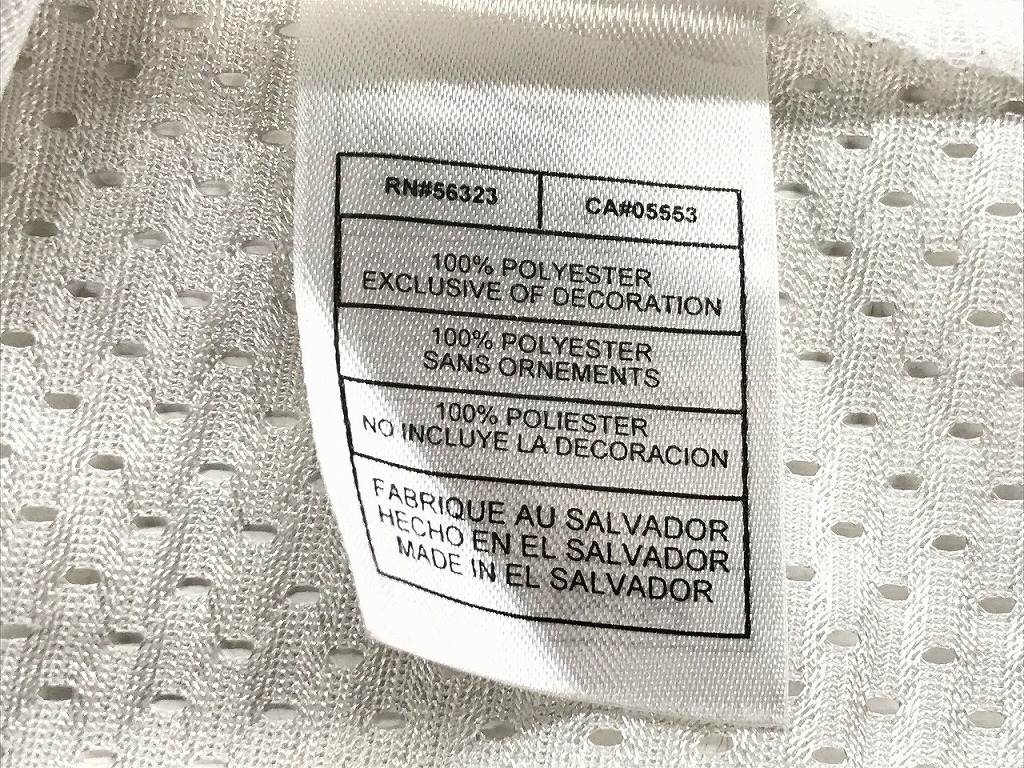 RN#56323 CA#05553
100% POLYESTER
EXCLUSIVE OF DECORATION
100% POLYESTER
SANS ORNEMENTS
100% POLIESTER
NO INCLUYE LA DECORACION
FABRIQUE AU SALVADOR
HECHO EN EL SALVADOR
MADE IN EL SALVADOR